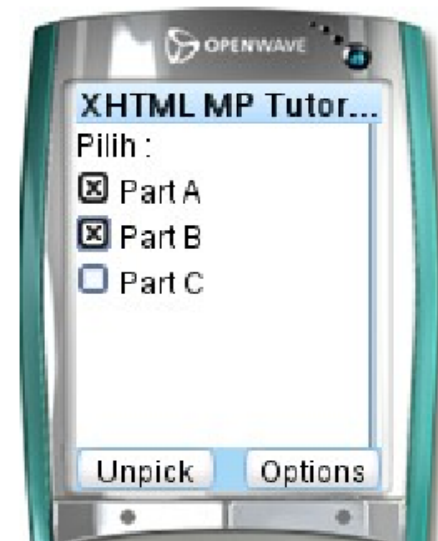 OPENWAVE
XHTML MP Tutor...
Pilih :
Part A
Part B
Part C
Unpick Options